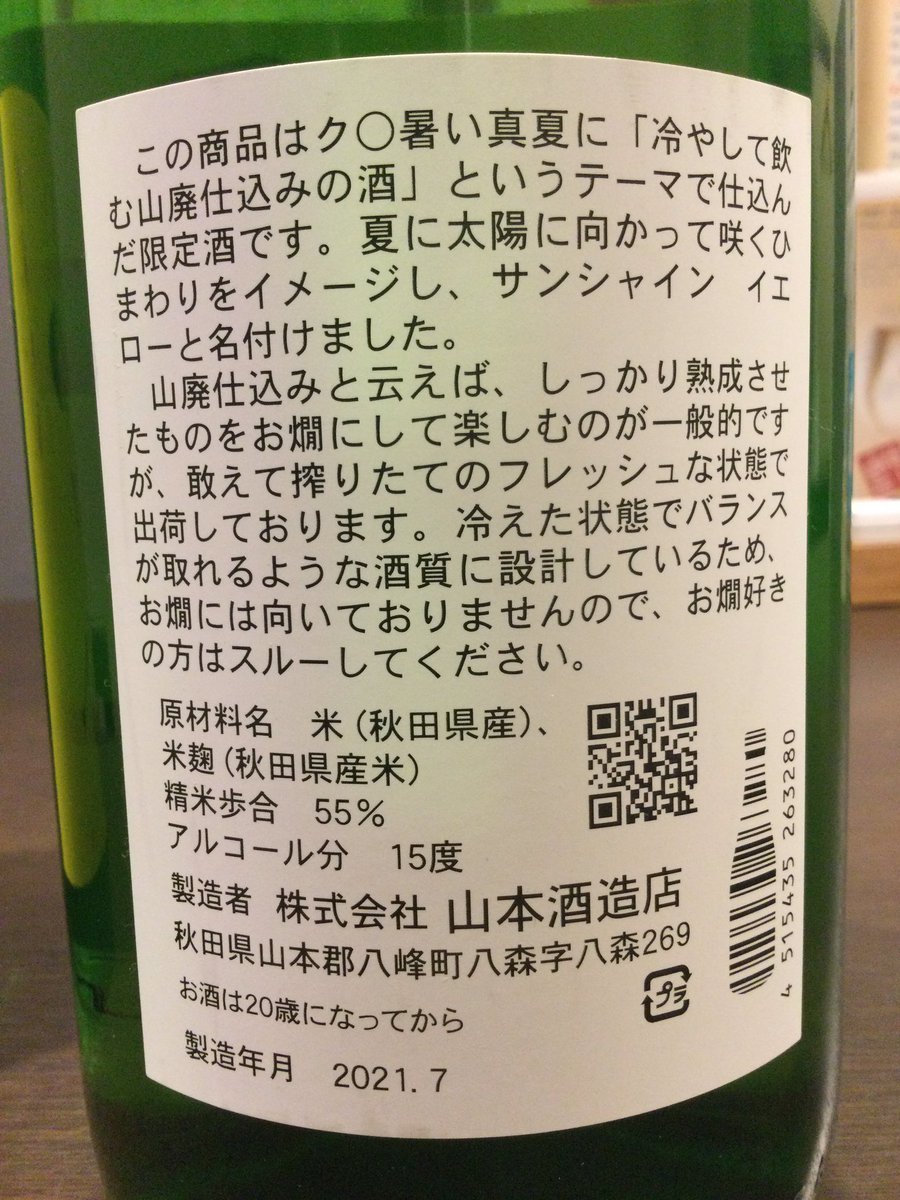 この商品はク〇暑い真夏に「冷やして飲
む山廃仕込みの酒」というテーマで仕込ん
だ限定酒です。夏に太陽に向かって咲くひ
まわりをイメージし、サンシャイン　イエ
ローと名付けました。
山廃仕込みと云えば、しっかり熟成させ
たものをお燗にして楽しむのが一般的です
が、敢えて搾りたてのフレッシュな状態で
出荷しております。冷えた状態でバランス
が取れるような酒質に設計しているため、
お燗には向いておりませんので、お燗好き
の方はスルーしてください。
原材料名　米（秋田県産）、
米麹（秋田県産米）
精米歩合　55％
アルコール分　15度
製造者　株式会社 山本酒造店
秋田県山本郡八峰町八森字八森269
お酒は20歳になってから
製造年月　2021. 7
プラ
4 515435 263280